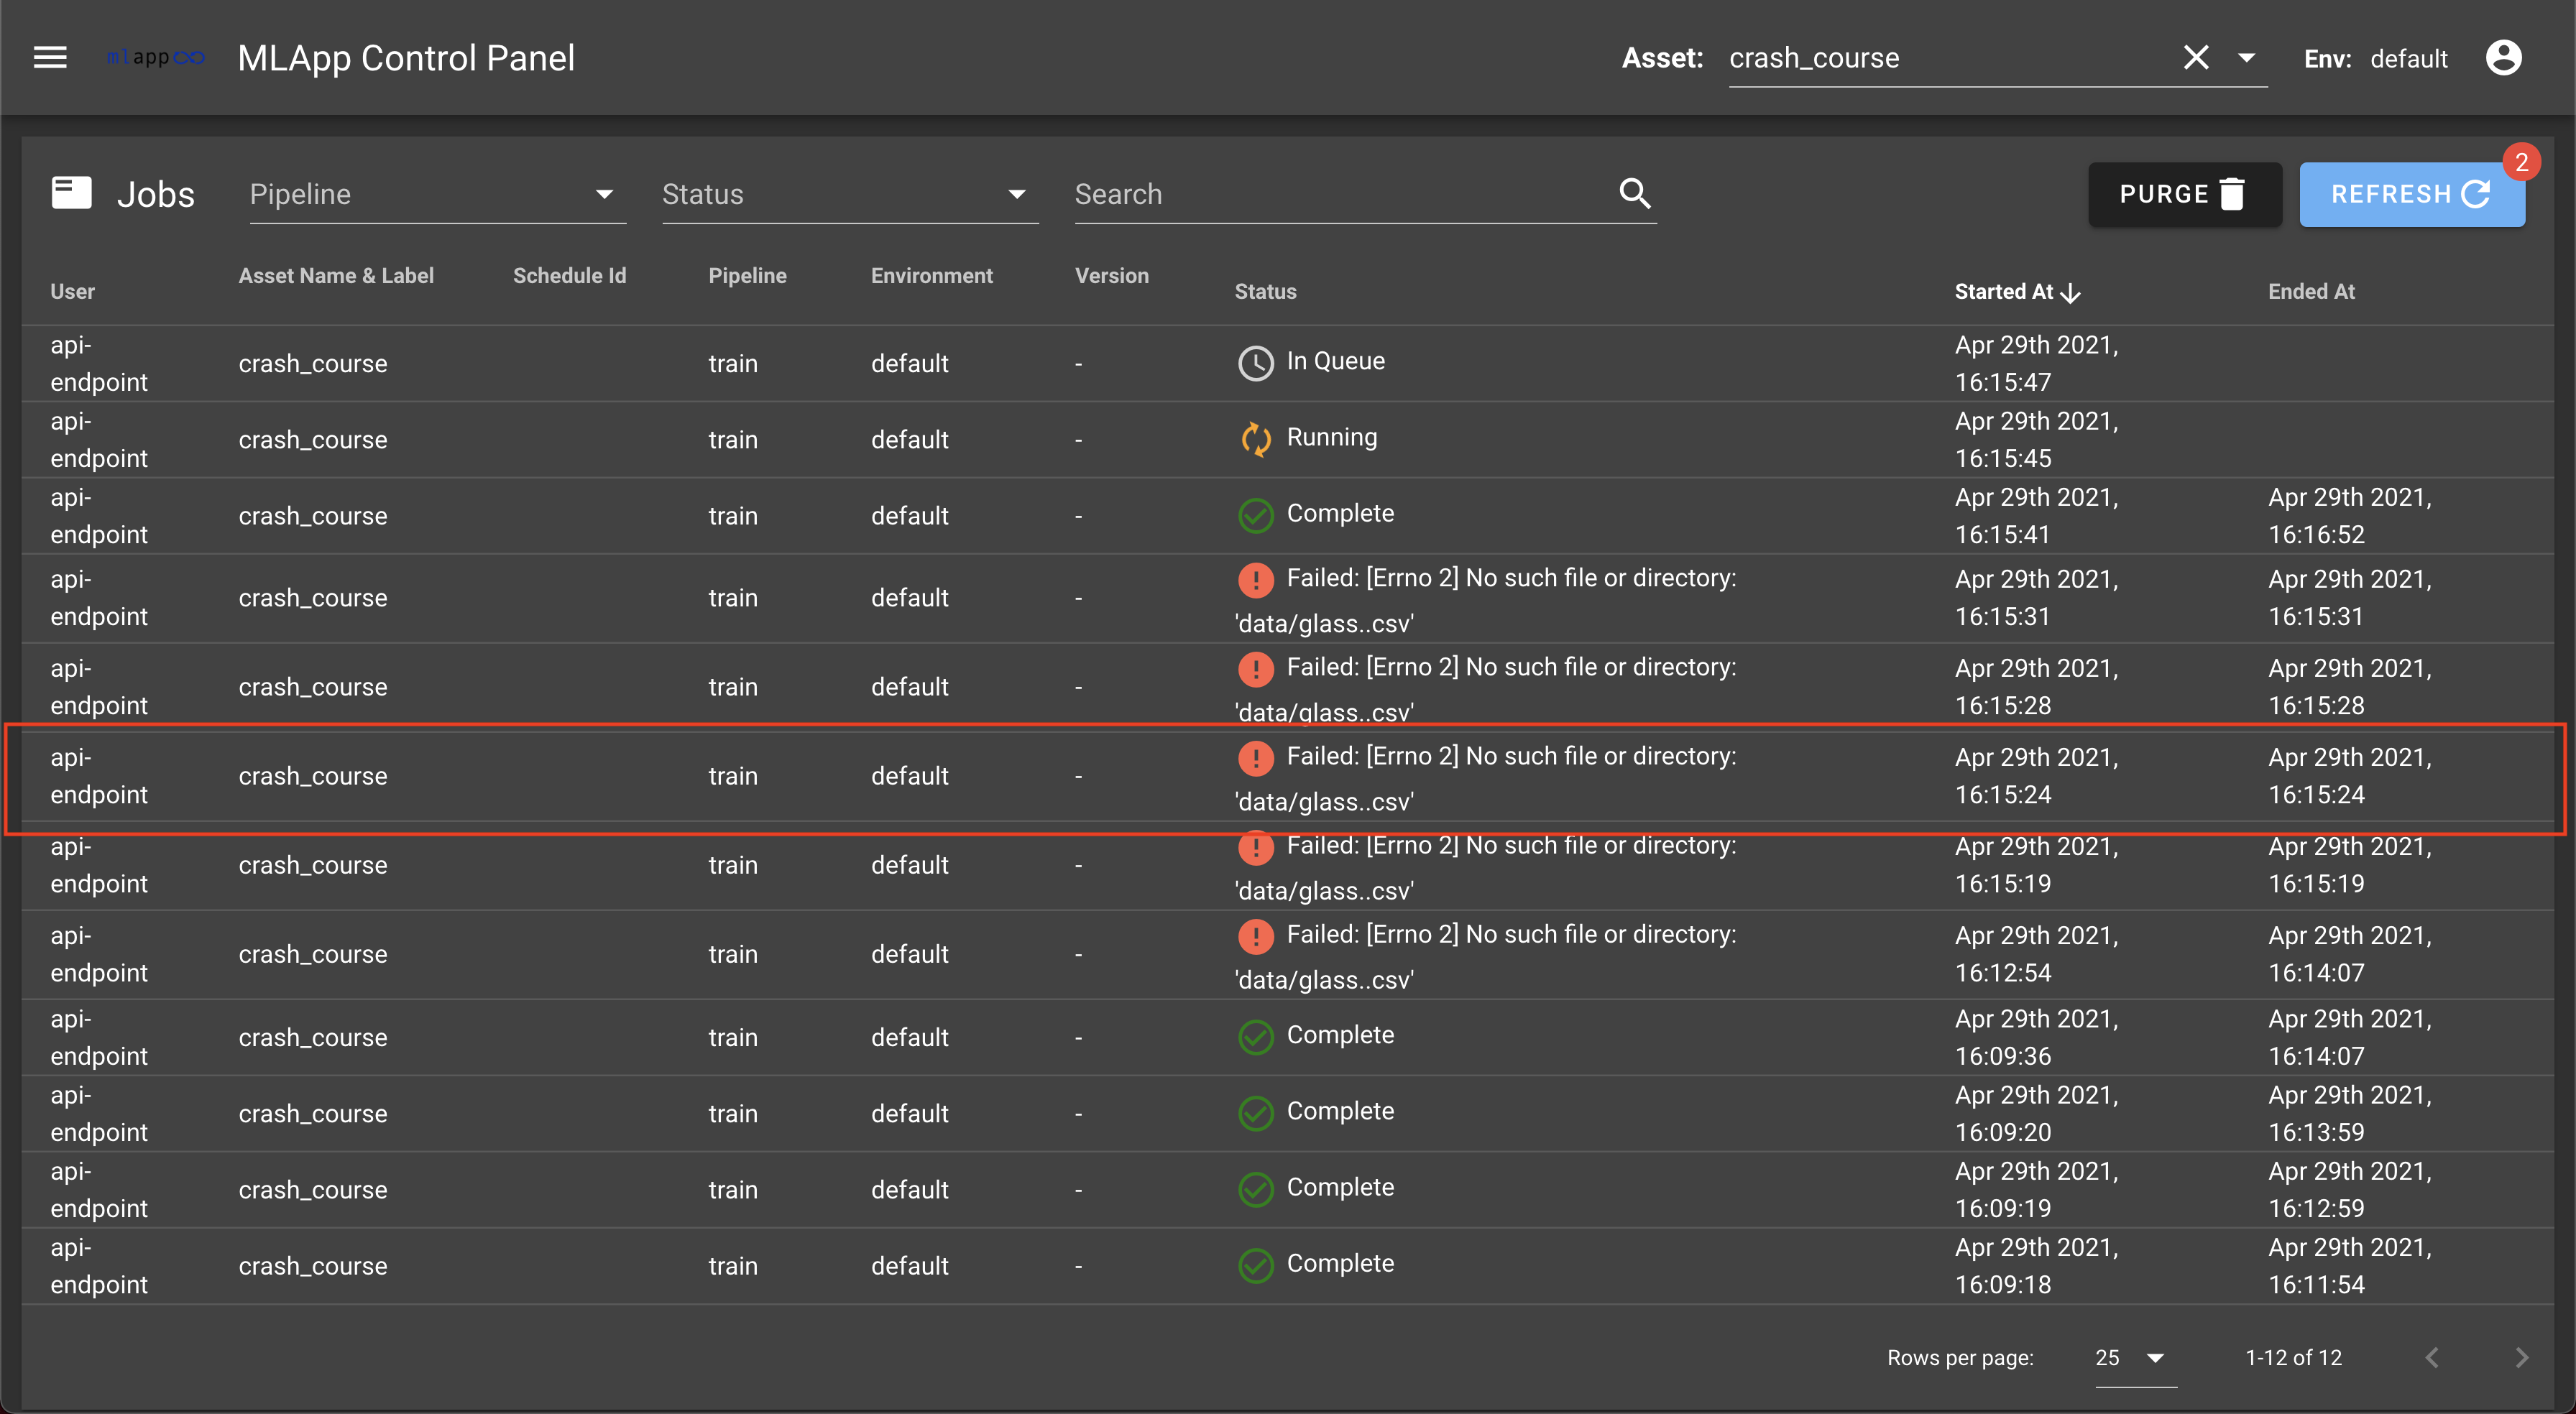 mlapp MLApp Control Panel Asset: crash_course Env: default
2
Jobs Pipeline Status Search PURGE REFRESH
User Asset Name & Label Schedule Id Pipeline Environment Version Status Started At Ended At
api-
endpoint crash_course train default - In Queue Apr 29th 2021,
16:15:47
api-
endpoint crash_course train default - Running Apr 29th 2021,
16:15:45
api-
endpoint crash_course train default - Complete Apr 29th 2021, Apr 29th 2021,
16:15:41 16:16:52
api-
endpoint crash_course train default - Failed: [Errno 2] No such file or directory:
'data/glass..csv' Apr 29th 2021, Apr 29th 2021,
16:15:31 16:15:31
api-
endpoint crash_course train default - Failed: [Errno 2] No such file or directory:
'data/glass..csv' Apr 29th 2021, Apr 29th 2021,
16:15:28 16:15:28
api-
endpoint crash_course train default - Failed: [Errno 2] No such file or directory:
'data/glass..csv' Apr 29th 2021, Apr 29th 2021,
16:15:24 16:15:24
api-
endpoint crash_course train default - Failed: [Errno 2] No such file or directory:
'data/glass..csv' Apr 29th 2021, Apr 29th 2021,
16:15:19 16:15:19
api-
endpoint crash_course train default - Failed: [Errno 2] No such file or directory:
'data/glass..csv' Apr 29th 2021, Apr 29th 2021,
16:12:54 16:14:07
api-
endpoint crash_course train default - Complete Apr 29th 2021, Apr 29th 2021,
16:09:36 16:14:07
api-
endpoint crash_course train default - Complete Apr 29th 2021, Apr 29th 2021,
16:09:20 16:13:59
api-
endpoint crash_course train default - Complete Apr 29th 2021, Apr 29th 2021,
16:09:19 16:12:59
api-
endpoint crash_course train default - Complete Apr 29th 2021, Apr 29th 2021,
16:09:18 16:11:54
Rows per page: 25 1-12 of 12